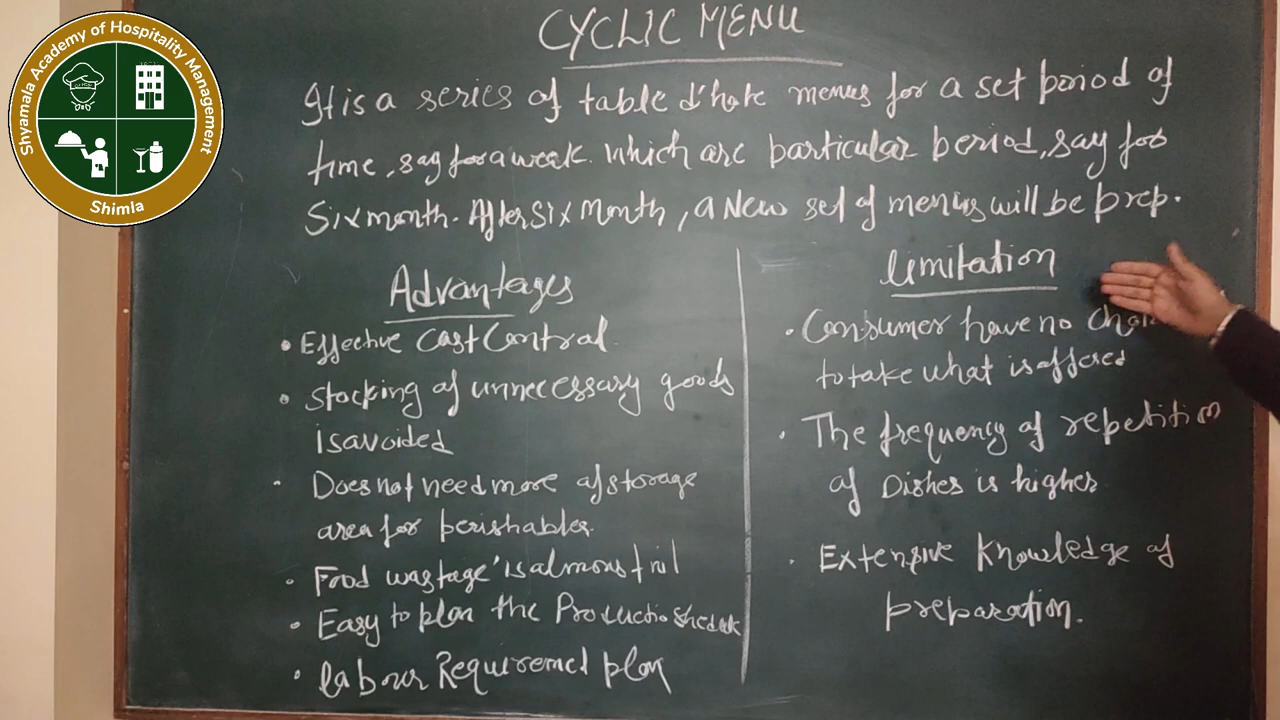 Shyamala Academy of Hospitality Management
Shimla
CYCLIC MENU
It is a series of table d'hote menus for a set period of
time, say for a week. Which are particular period, say for
Six month. After Six Month, a New set of menus will be prep.
Advantages
• Effective Cost Control
• Stocking of unnecessary goods
is avoided
• Does not need more of storage
area for perishables.
• Food wastage is almost nil
• Easy to plan the Production
• labour Requirement plan
limitation
• Consumer have no
to take what is offered
• The frequency of repetition
of Dishes is higher
• Extensive Knowledge of
preparation.